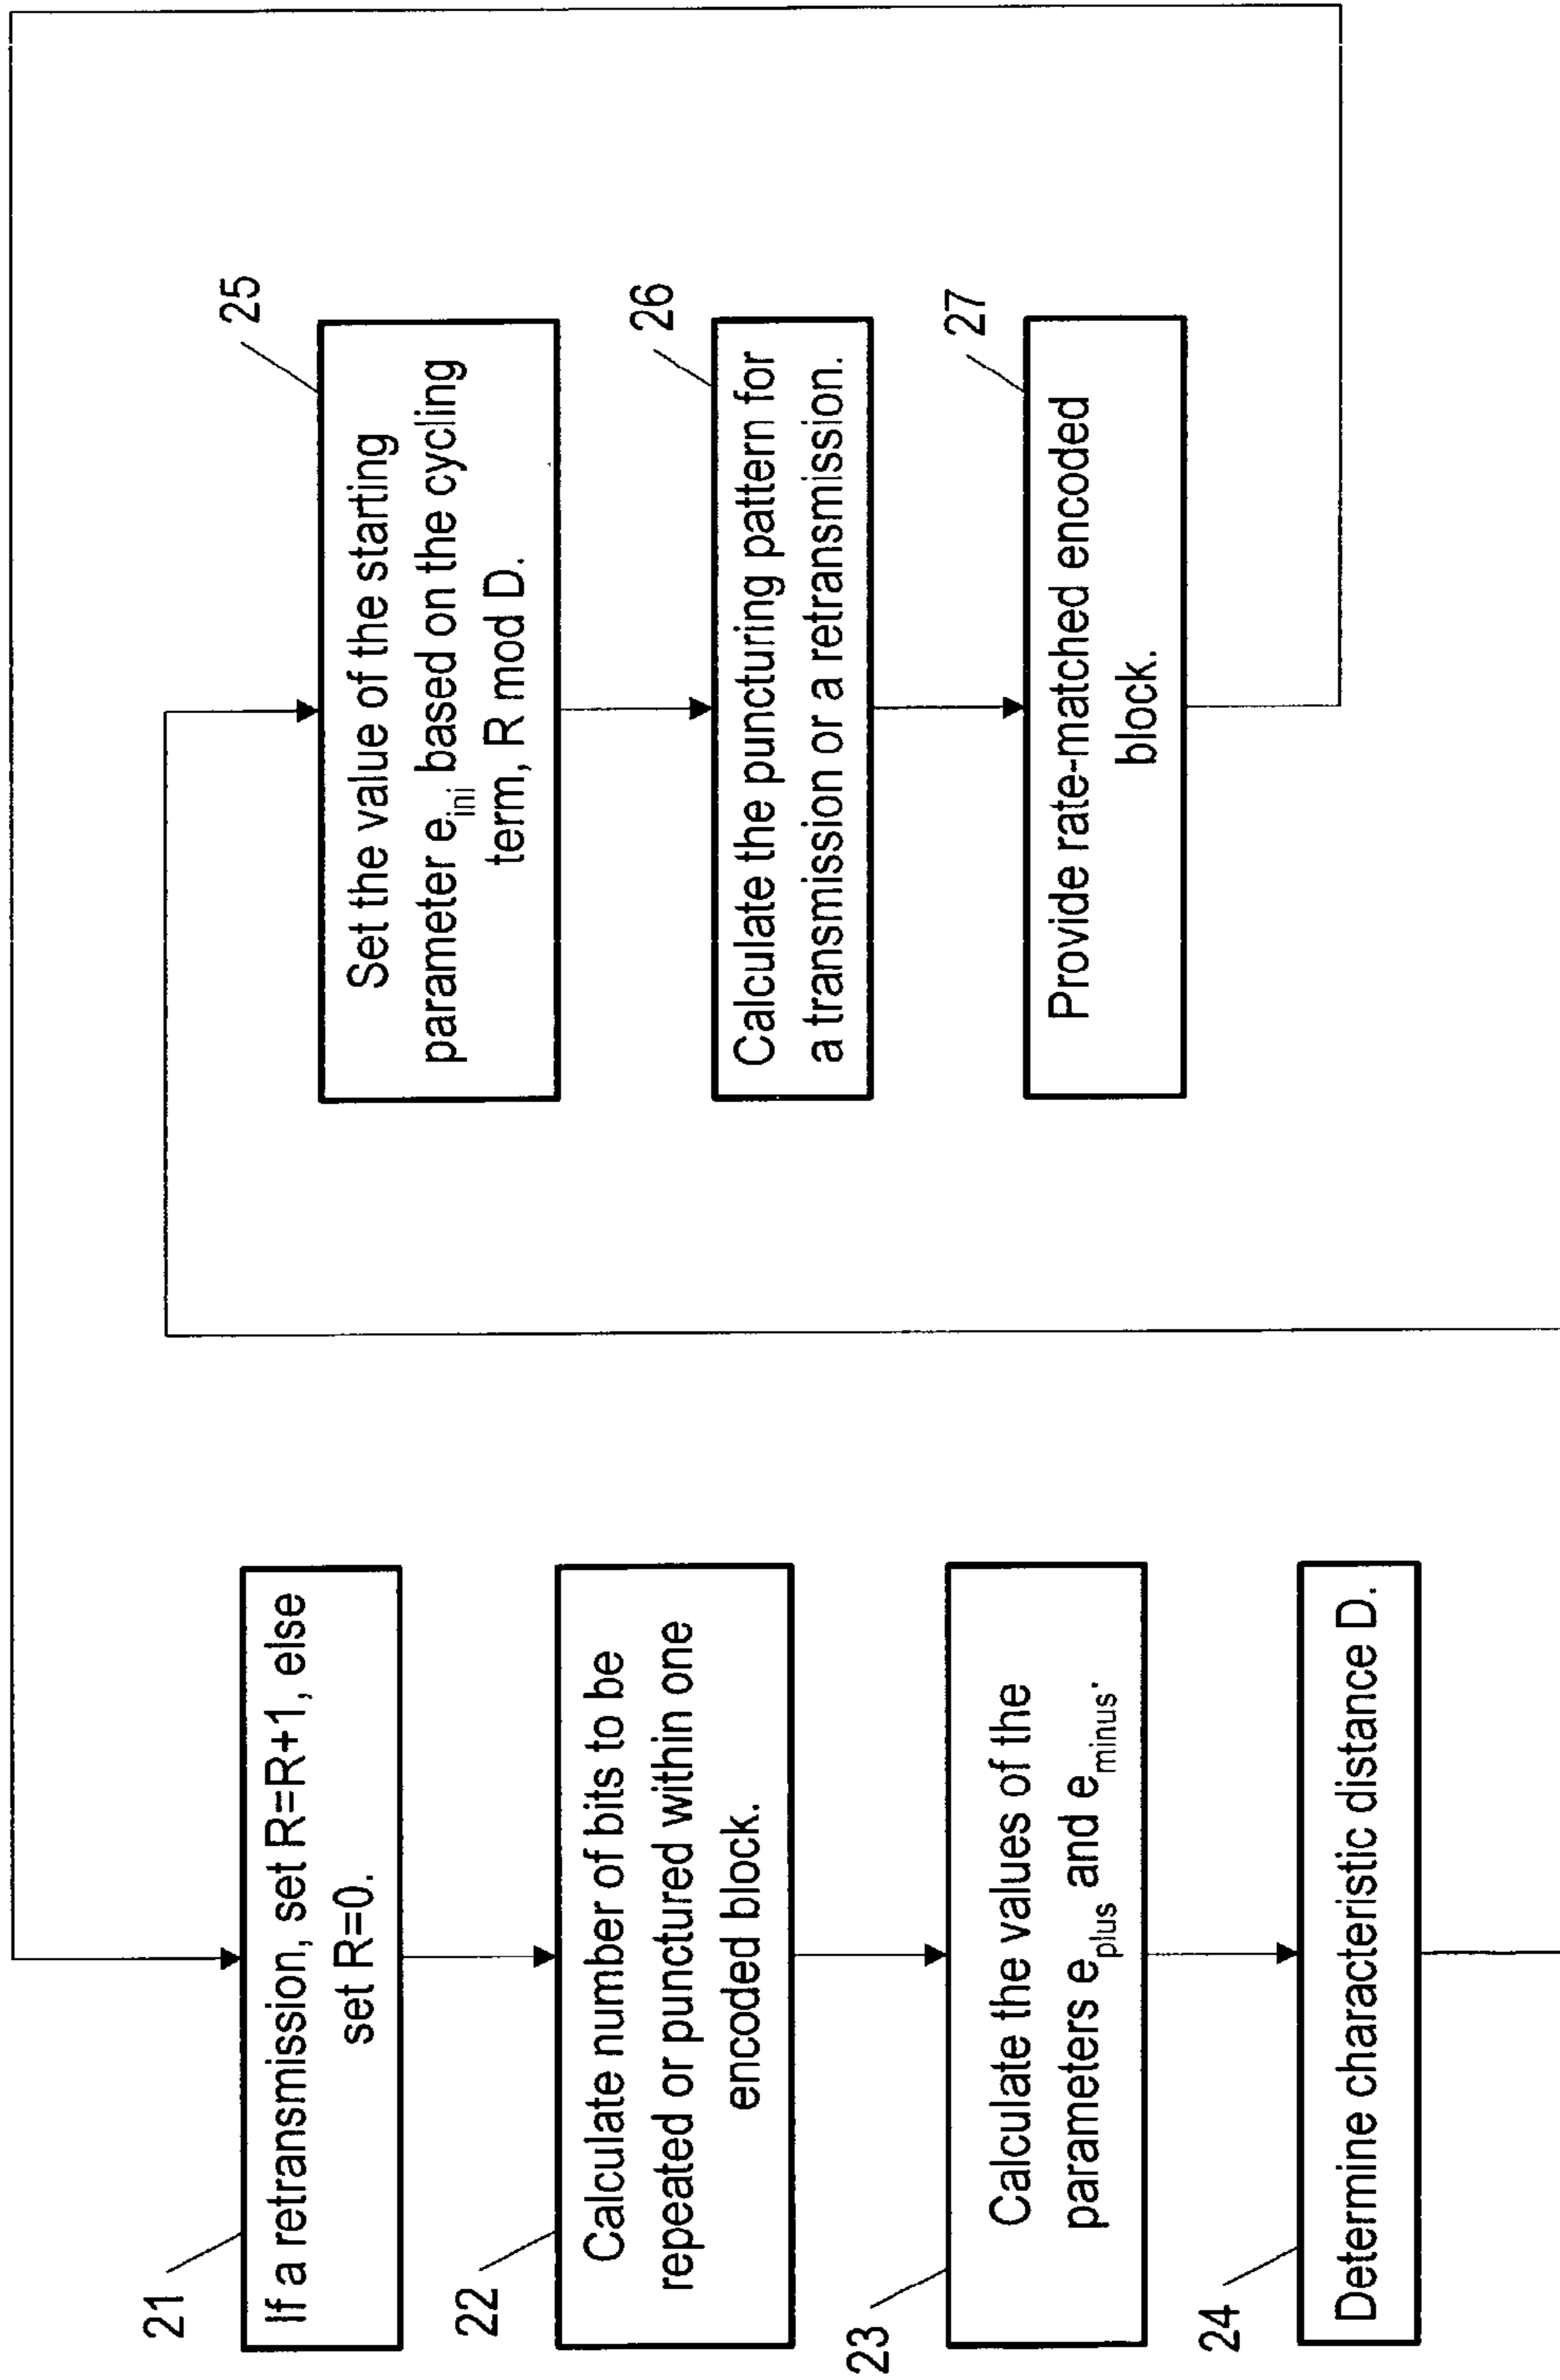 21
If a retransmission, set R=R+1, else
set R=0.
22
Calculate number of bits to be
repeated or punctured within one
encoded block.
23
Calculate the values of the
parameters e_plus and e_minus.
24
Determine characteristic distance D.
25
Set the value of the starting
parameter e_ini based on the cycling
term, R mod D.
26
Calculate the puncturing pattern for
a transmission or a retransmission.
27
Provide rate-matched encoded
block.